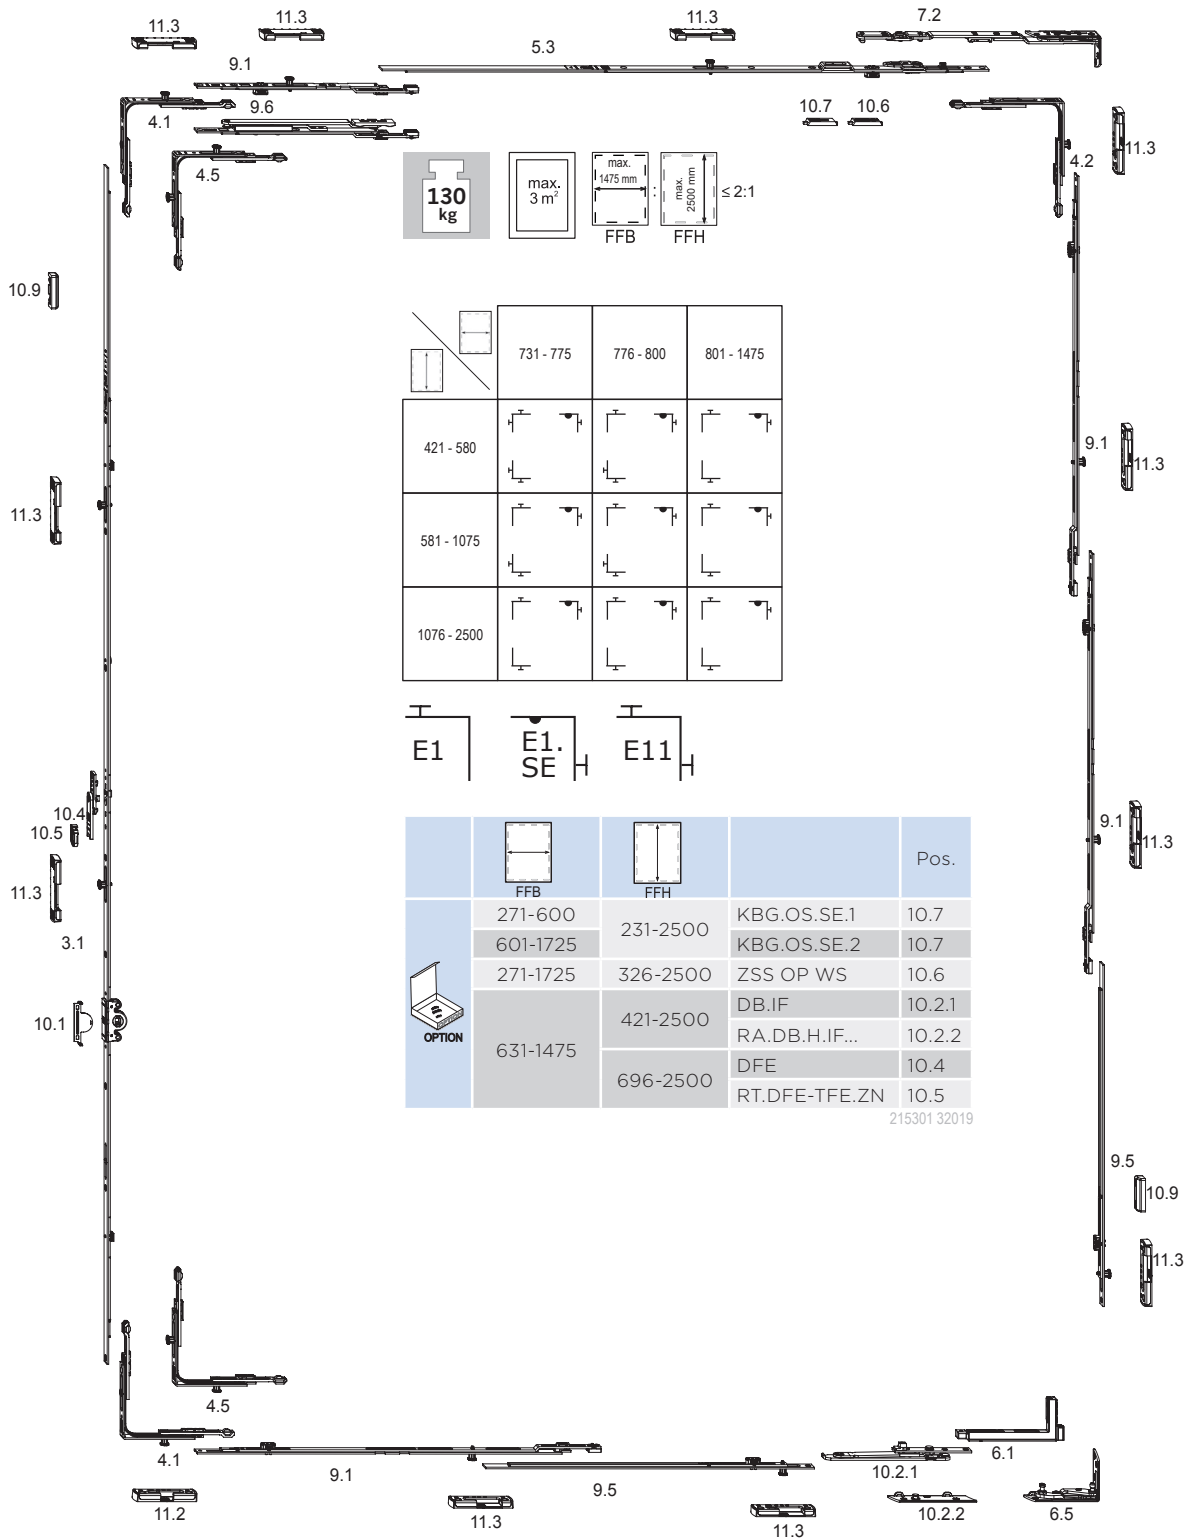 11.3
11.3
11.3
7.2
5.3
9.1
4.1
9.6
10.7
10.6
4.5
4.2
11.3
130
kg
max.
3 m²
max.
1475 mm
FFB
:
max.
2500 mm
FFH
≤ 2:1
10.9
731 - 775
776 - 800
801 - 1475
421 - 580
581 - 1075
1076 - 2500
9.1
11.3
11.3
E1
E1.
SE
E11
10.4
10.5
9.1
11.3
11.3
3.1
10.1
FFB
FFH
Pos.
271-600
231-2500
KBG.OS.SE.1
10.7
601-1725
KBG.OS.SE.2
10.7
271-1725
326-2500
ZSS OP WS
10.6
OPTION
631-1475
421-2500
DB.IF
10.2.1
RA.DB.H.IF...
10.2.2
696-2500
DFE
10.4
RT.DFE-TFE.ZN
10.5
215301 32019
9.5
10.9
11.3
4.5
4.1
9.1
9.5
10.2.1
6.1
11.2
11.3
11.3
10.2.2
6.5